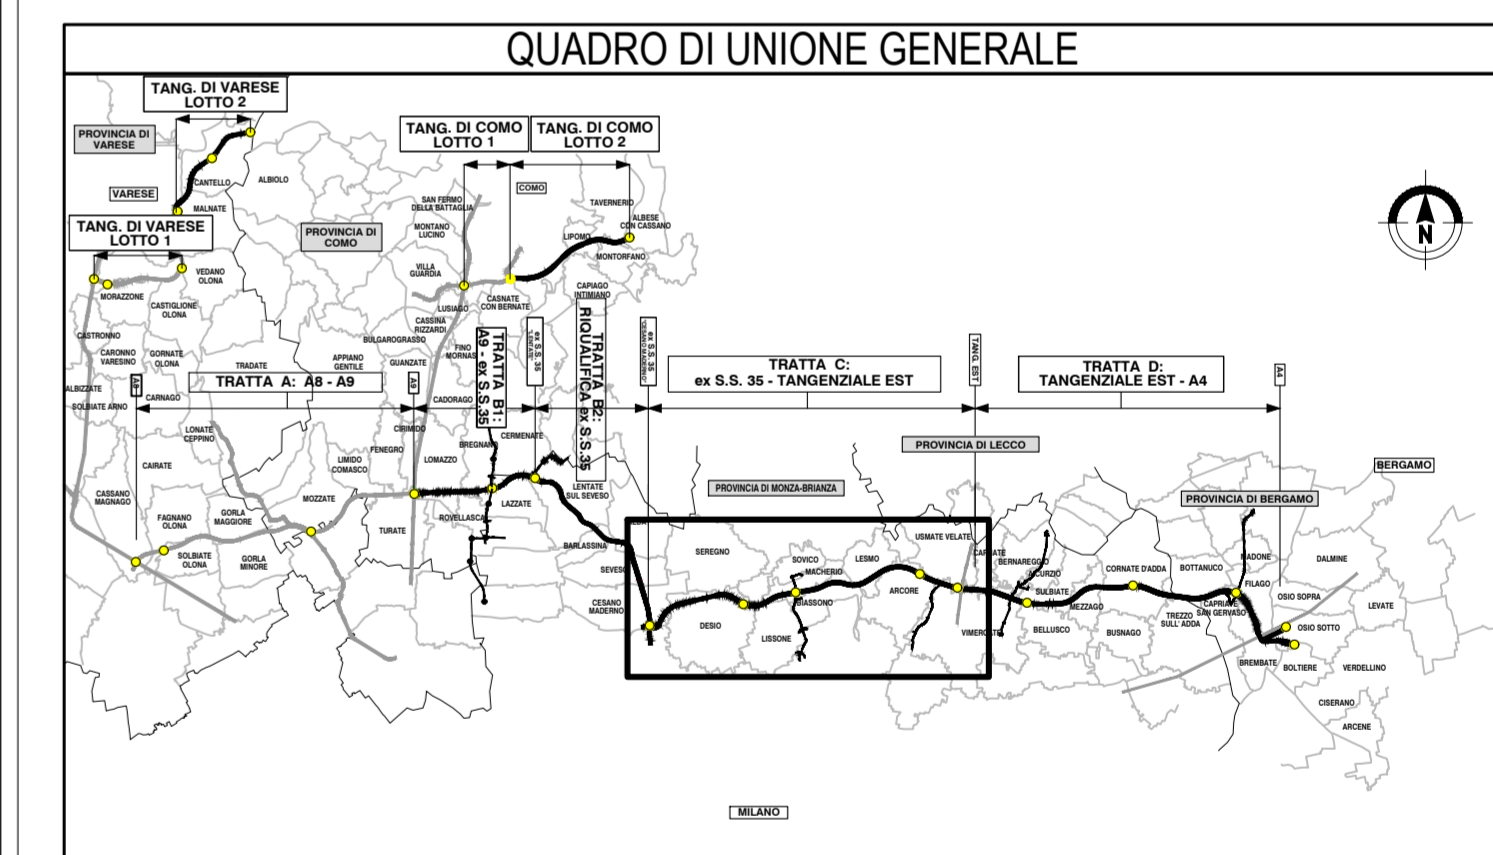 QUADRO DI UNIONE GENERALE
TANG. DI VARESE
LOTTO 2
PROVINCIA DI
VARESE
TANG. DI COMO
LOTTO 1
TANG. DI COMO
LOTTO 2
CANTELLO
ALBIOLO
VARESE
MALNATE
COMO
SAN FERMO
DELLA BATTAGLIA
TAVERNERIO
ALBESE
CON CASSANO
TANG. DI VARESE
LOTTO 1
PROVINCIA DI
COMO
MONTANO
LUCINO
LIPOMO
MONTORFANO
N
VEDANO
OLONA
VILLA
GUARDIA
MORAZZONE
CASTIGLIONE
OLONA
CASNATE
CON BERNATE
CAPIAGO
INTIMIANO
LUSIAGO
CASSINA
RIZZARDI
CASTRONNO
BULGAROGROSSO
FINO
MORNAS
CARONNO
VARESINO
GORNATE
OLONA
TRADATE
APPIANO
GENTILE
GUANZATE
TRATTA B1:
A9 - ex S.S.35
ex S.S. 35
"LENTATE"
TRATTA B2:
RIQUALIFICA ex S.S.35
ex S.S. 35
"CESANO MADERNO"
TRATTA C:
ex S.S. 35 - TANGENZIALE EST
TANG. EST
TRATTA D:
TANGENZIALE EST - A4
A4
ALBIZZATE
A8
TRATTA A: A8 - A9
A9
SOLBIATE ARNO
CARNAGO
CADORAGO
LONATE
CEPPINO
CIRIMIDO
FENEGRO
BREGNANO
CERMENATE
PROVINCIA DI LECCO
CAIRATE
LIMIDO
COMASCO
LOMAZZO
BERGAMO
CASSANO
MAGNAGO
MOZZATE
LAZZATE
LENTATE
SUL SEVESO
PROVINCIA DI MONZA-BRIANZA
PROVINCIA DI BERGAMO
FAGNANO
OLONA
GORLA
MAGGIORE
TURATE
ROVELLASCA
SOLBIATE
OLONA
GORLA
MINORE
BARLASSINA
SEVESO
SEREGNO
SOVICO
MACHERIO
LESMO
USMATE VELATE
CARNATE
BERNAREGGIO
AICURZIO
CORNATE D'ADDA
BOTTANUCO
MADONE
DALMINE
FILAGO
CESANO
MADERNO
DESIO
BIASSONO
LISSONE
ARCORE
VIMERCATE
SULBIATE
MEZZAGO
BELLUSCO
BUSNAGO
TREZZO
SULL' ADDA
CAPRIATE
SAN GERVASO
OSIO SOPRA
LEVATE
OSIO SOTTO
BREMBATE
BOLTIERE
VERDELLINO
CISERANO
ARCENE
MILANO